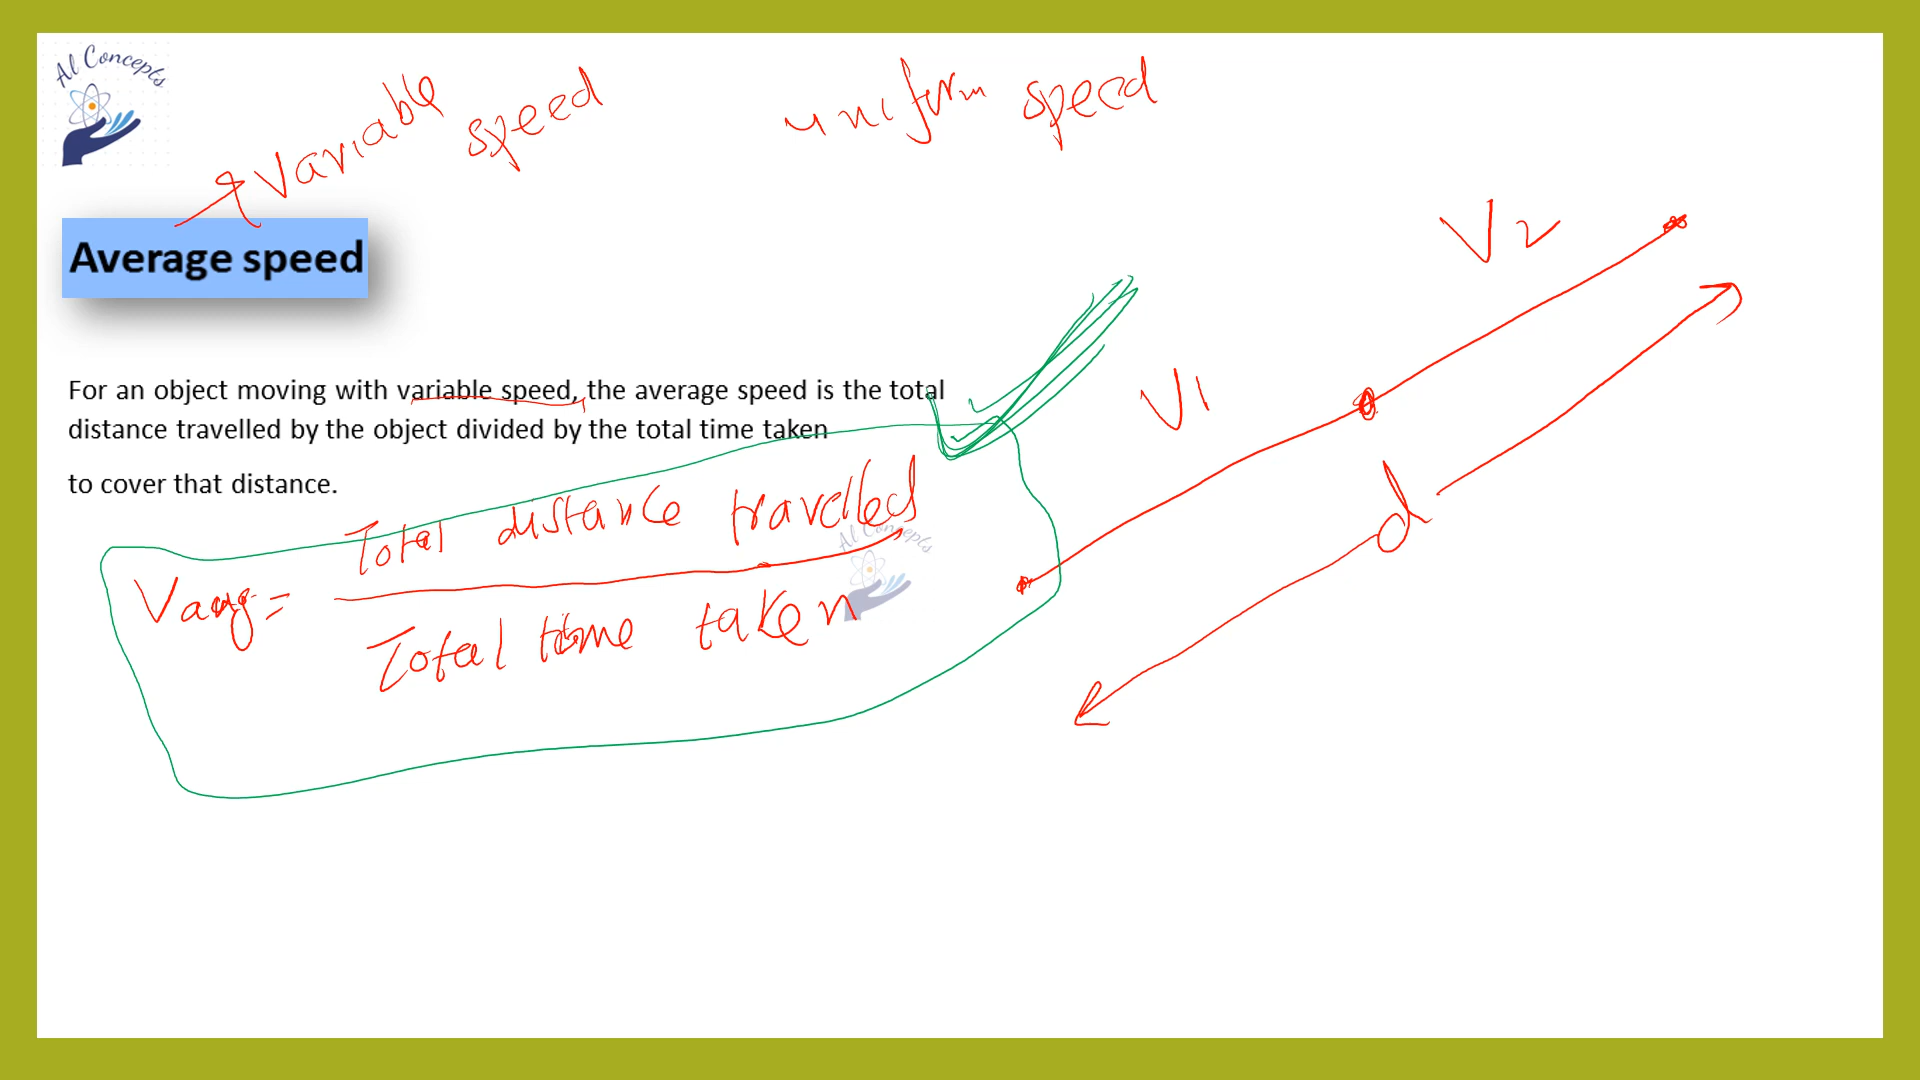 Al Concepts
variable speed
uniform speed
Average speed
V2
For an object moving with variable speed, the average speed is the total
distance travelled by the object divided by the total time taken
V1
to cover that distance.
Total distance travelled
Al Concepts
d
Vavg =
Total time taken